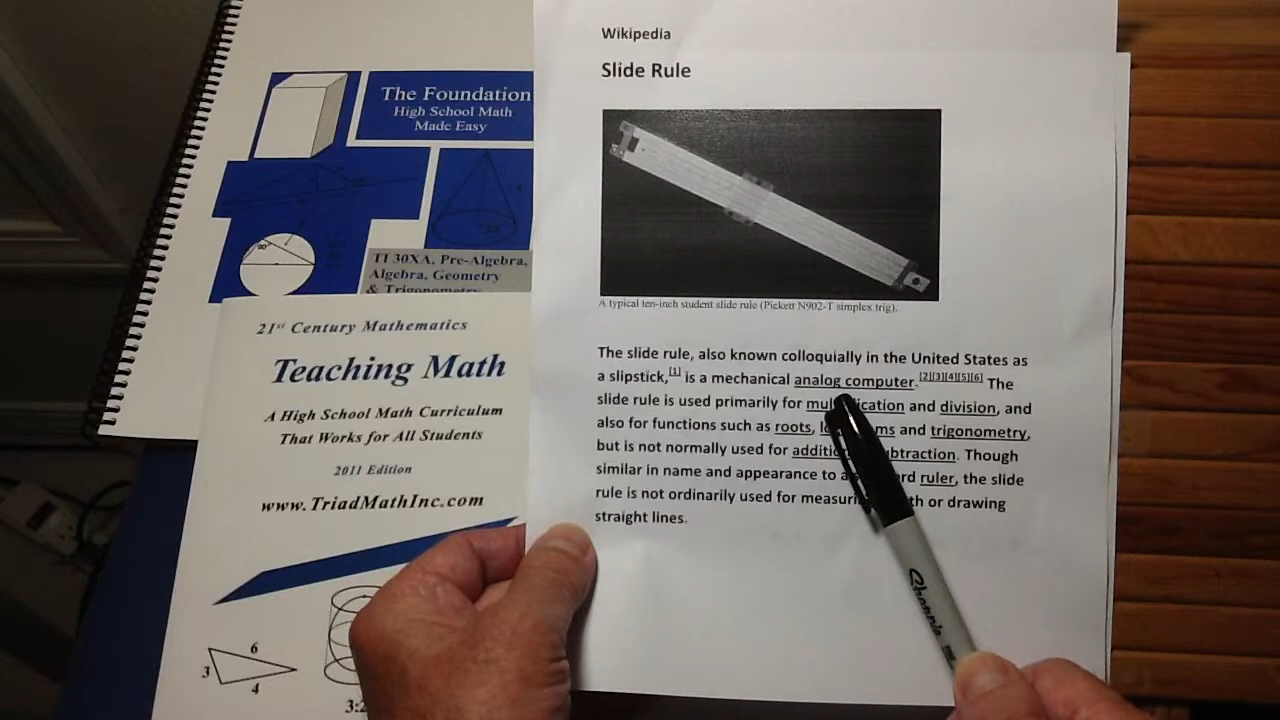 The Foundation
High School Math
Made Easy
90°
TI 30XA, Pre-Algebra,
Algebra, Geometry
& Trigonometry
21st Century Mathematics
Teaching Math
A High School Math Curriculum
That Works for All Students
2011 Edition
www.TriadMathInc.com
6
3
4
3:2
Wikipedia
Slide Rule
A typical ten-inch student slide rule (Pickett N902-T simplex trig).
The slide rule, also known colloquially in the United States as
a slipstick,[1] is a mechanical analog computer.[2][3][4][5][6] The
slide rule is used primarily for and division, and
also for functions such as roots, and trigonometry,
but is not normally used for Though
similar in name and appearance to a ruler, the slide
rule is not ordinarily used for or drawing
straight lines.
Sharpie